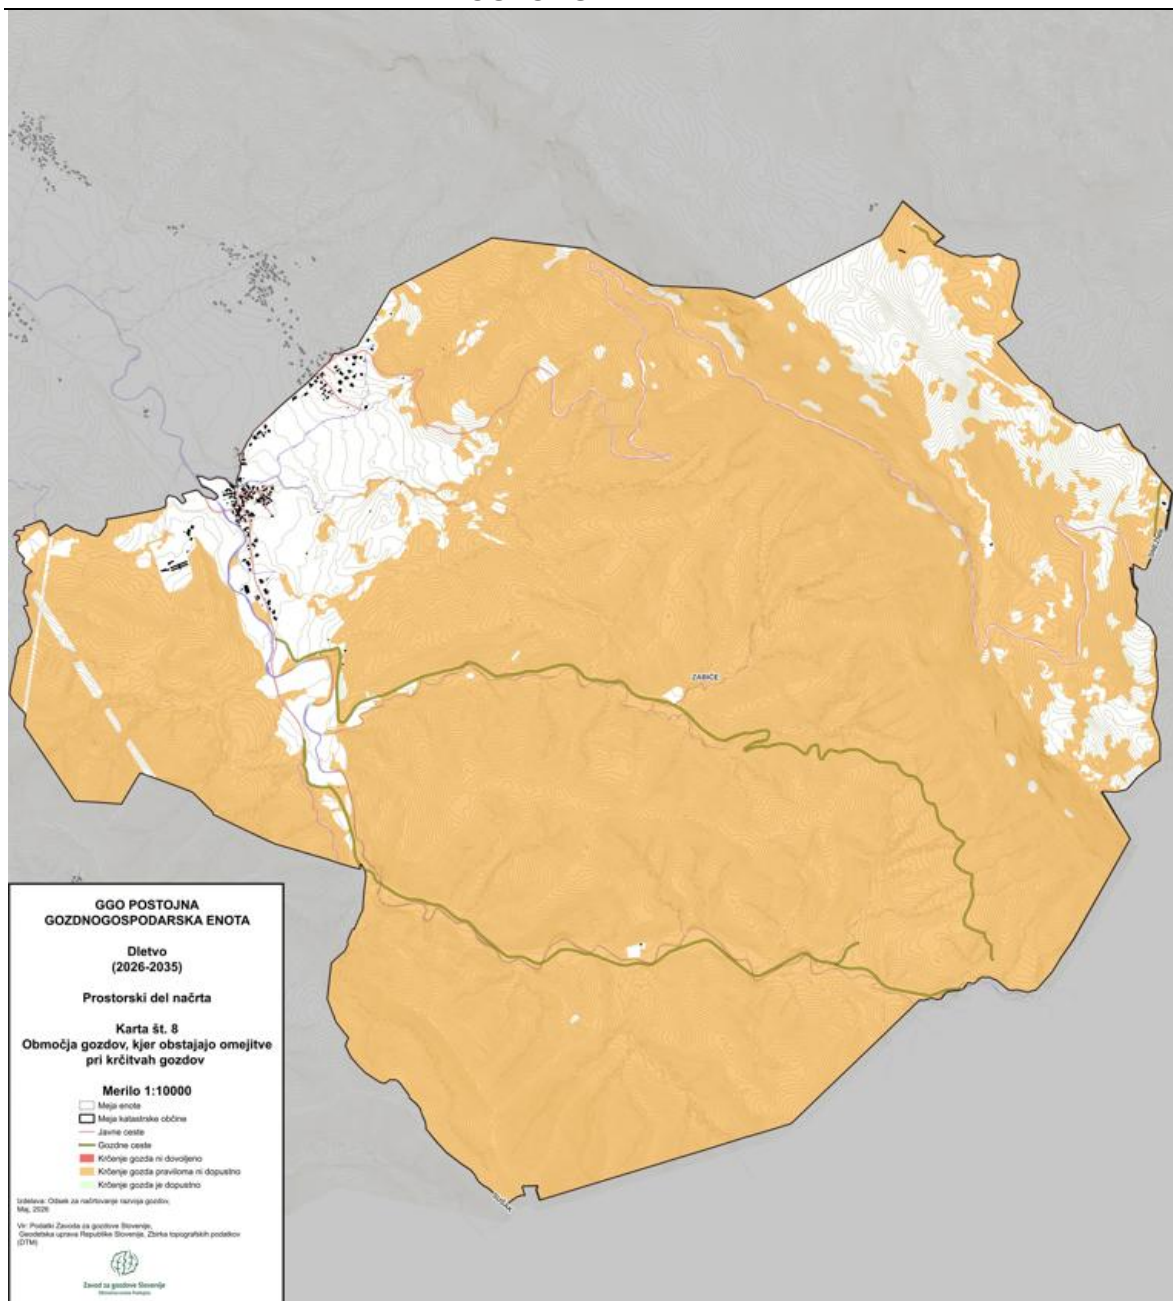 ZABIČE
SNEŽNIK
SUŠAK
GGO POSTOJNA
GOZDNOGOSPODARSKA ENOTA
Dletvo
(2026-2035)
Prostorski del načrta
Karta št. 8
Območja gozdov, kjer obstajajo omejitve
pri krčitvah gozdov
Merilo 1:10000
Meja enote
Meja katastrske občine
Javne ceste
Gozdne ceste
Krčenje gozda ni dovoljeno
Krčenje gozda praviloma ni dopustno
Krčenje gozda je dopustno
Izdelava: Odsek za načrtovanje razvoja gozdov,
Maj, 2026
Vir: Podatki Zavoda za gozdove Slovenije,
Geodetska uprava Republike Slovenije, Zbirka topografskih podatkov
(DTM)
Zavod za gozdove Slovenije